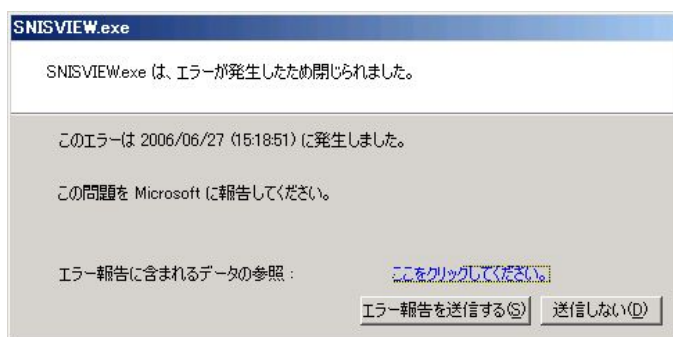 SNISVIEW.exe
SNISVIEW.exe は、エラーが発生したため閉じられました。
このエラーは 2006/06/27 (15:18:51) に発生しました。
この問題を Microsoft に報告してください。
エラー報告に含まれるデータの参照 : ここをクリックしてください。
エラー報告を送信する(S) 送信しない(D)